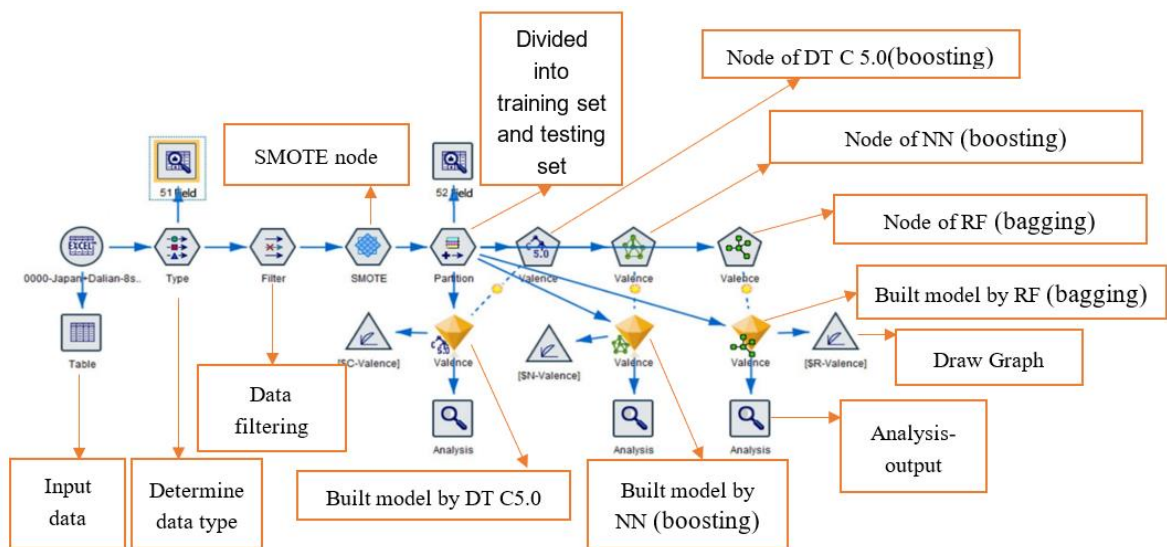 Divided
into
training set
and testing
set
Node of DT C 5.0(boosting)
Node of NN (boosting)
SMOTE node
51 Field
52 Field
Node of RF (bagging)
EXCEL
5.0
0000-Japan+Dalian-8s...
Type
Filter
SMOTE
Partition
Valence
Valence
Valence
Built model by RF (bagging)
Table
[$C-Valence]
5.0
Valence
[$N-Valence]
Valence
Valence
[$R-Valence]
Draw Graph
Data
filtering
Analysis
Analysis
Analysis
Analysis-
output
Input
data
Determine
data type
Built model by DT C5.0
Built model by
NN (boosting)